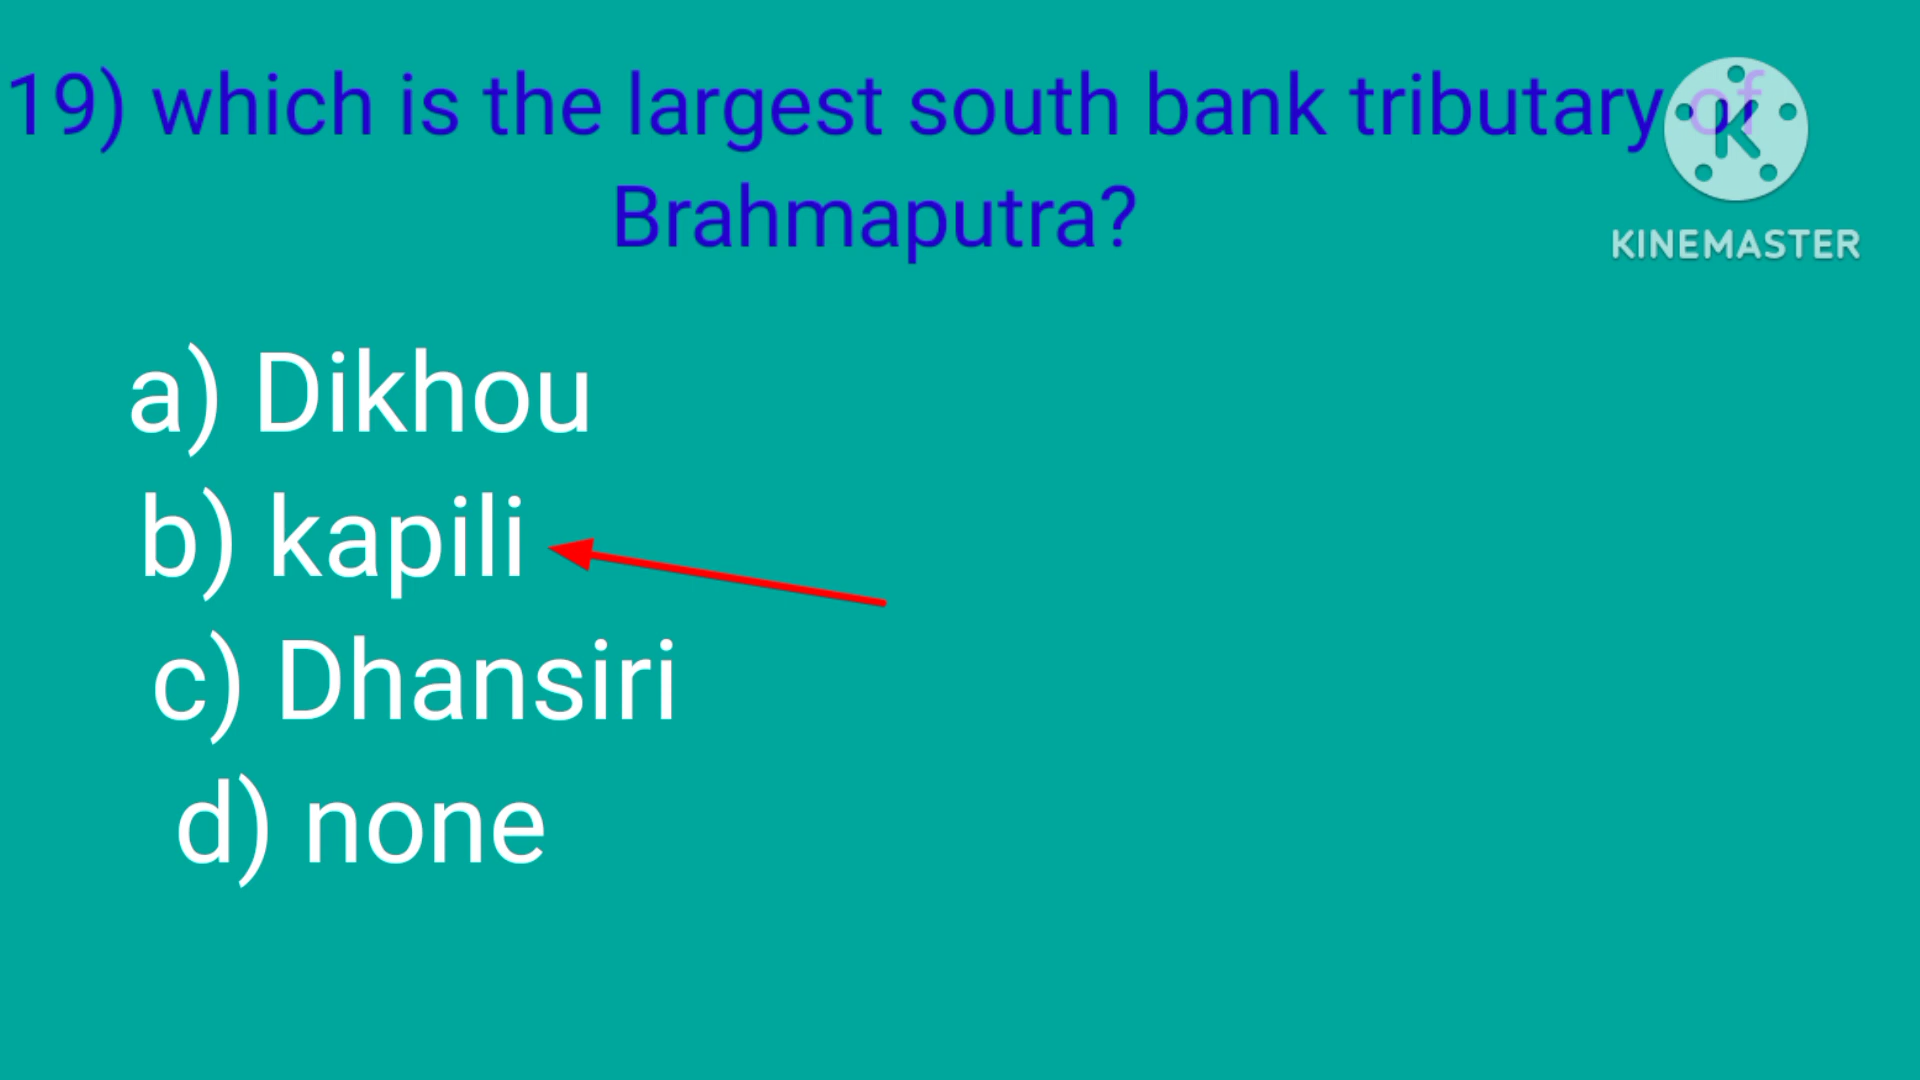 19) which is the largest south bank tributary of
Brahmaputra?
KINEMASTER
a) Dikhou
b) kapili
c) Dhansiri
d) none